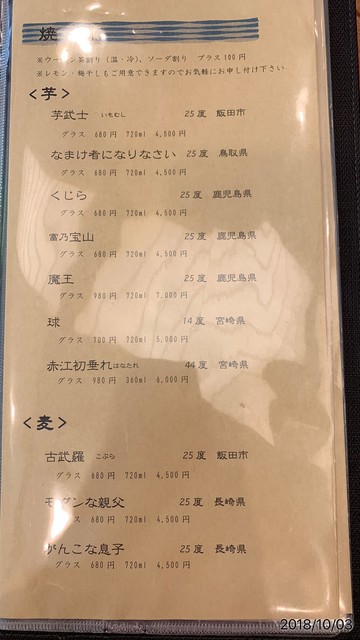 焼
※ウーロン茶割り（温・冷）、ソーダ割り　プラス100円
※レモン・梅干しもご用意できますのでお気軽にお申し付け下さい
＜芋＞
芋武士　いもむし　25度　飯田市
グラス　680円　720ml　4,500円
なまけ者になりなさい　25度　鳥取県
グラス　680円　720ml　4,500円
くじら　25度　鹿児島県
グラス　680円　720ml　4,500円
富乃宝山　25度　鹿児島県
グラス　680円　720ml　4,500円
魔王　25度　鹿児島県
グラス　980円　720ml　7,000円
球　14度　宮崎県
グラス　700円　720ml　5,000円
赤江初垂れ　はなたれ　44度　宮崎県
グラス　980円　360ml　6,000円
＜麦＞
古武羅　こぶら　25度　飯田市
グラス　680円　720ml　4,500円
モダンな親父　25度　長崎県
グラス　680円　720ml　4,500円
がんこな息子　25度　長崎県
グラス　680円　720ml　4,500円
2018/10/03